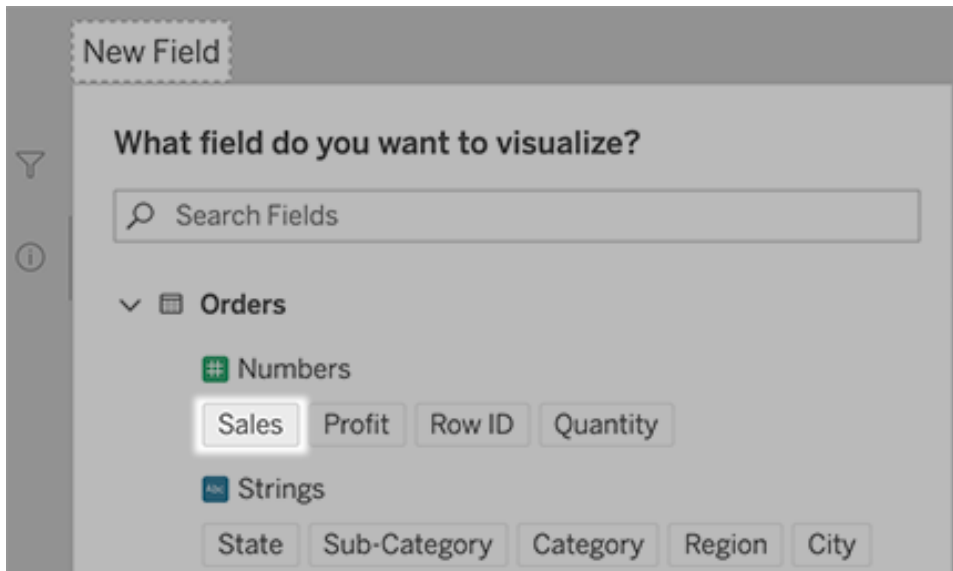 New Field
What field do you want to visualize?
Search Fields
Orders
# Numbers
Sales Profit Row ID Quantity
Abc Strings
State Sub-Category Category Region City